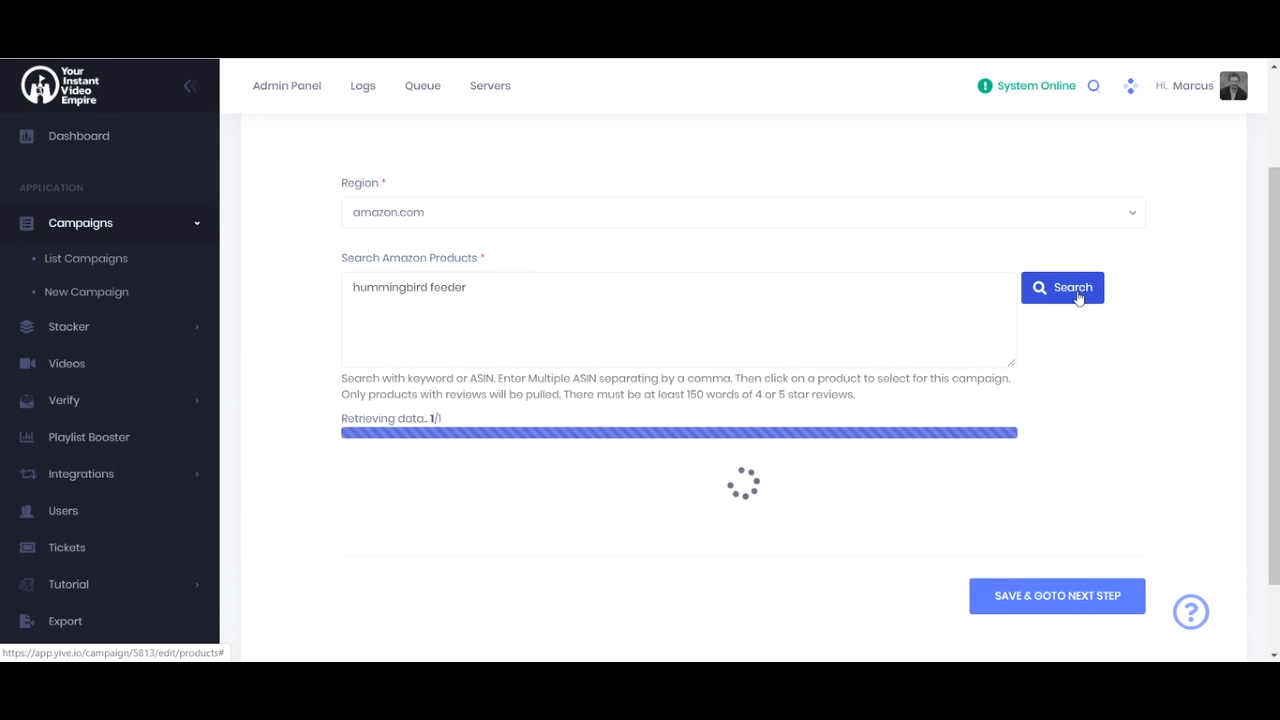 Your
Instant
Video
Empire
Admin Panel
Logs
Queue
Servers
System Online
Hi, Marcus
Dashboard
APPLICATION
Campaigns
List Campaigns
New Campaign
Stacker
Videos
Verify
Playlist Booster
Integrations
Users
Tickets
Tutorial
Export
Region *
amazon.com
Search Amazon Products *
hummingbird feeder
Search
Search with keyword or ASIN. Enter Multiple ASIN separating by a comma. Then click on a product to select for this campaign.
Only products with reviews will be pulled. There must be at least 150 words of 4 or 5 star reviews.
Retrieving data.. 1/1
SAVE & GOTO NEXT STEP
https://app.yive.io/campaign/5813/edit/products#